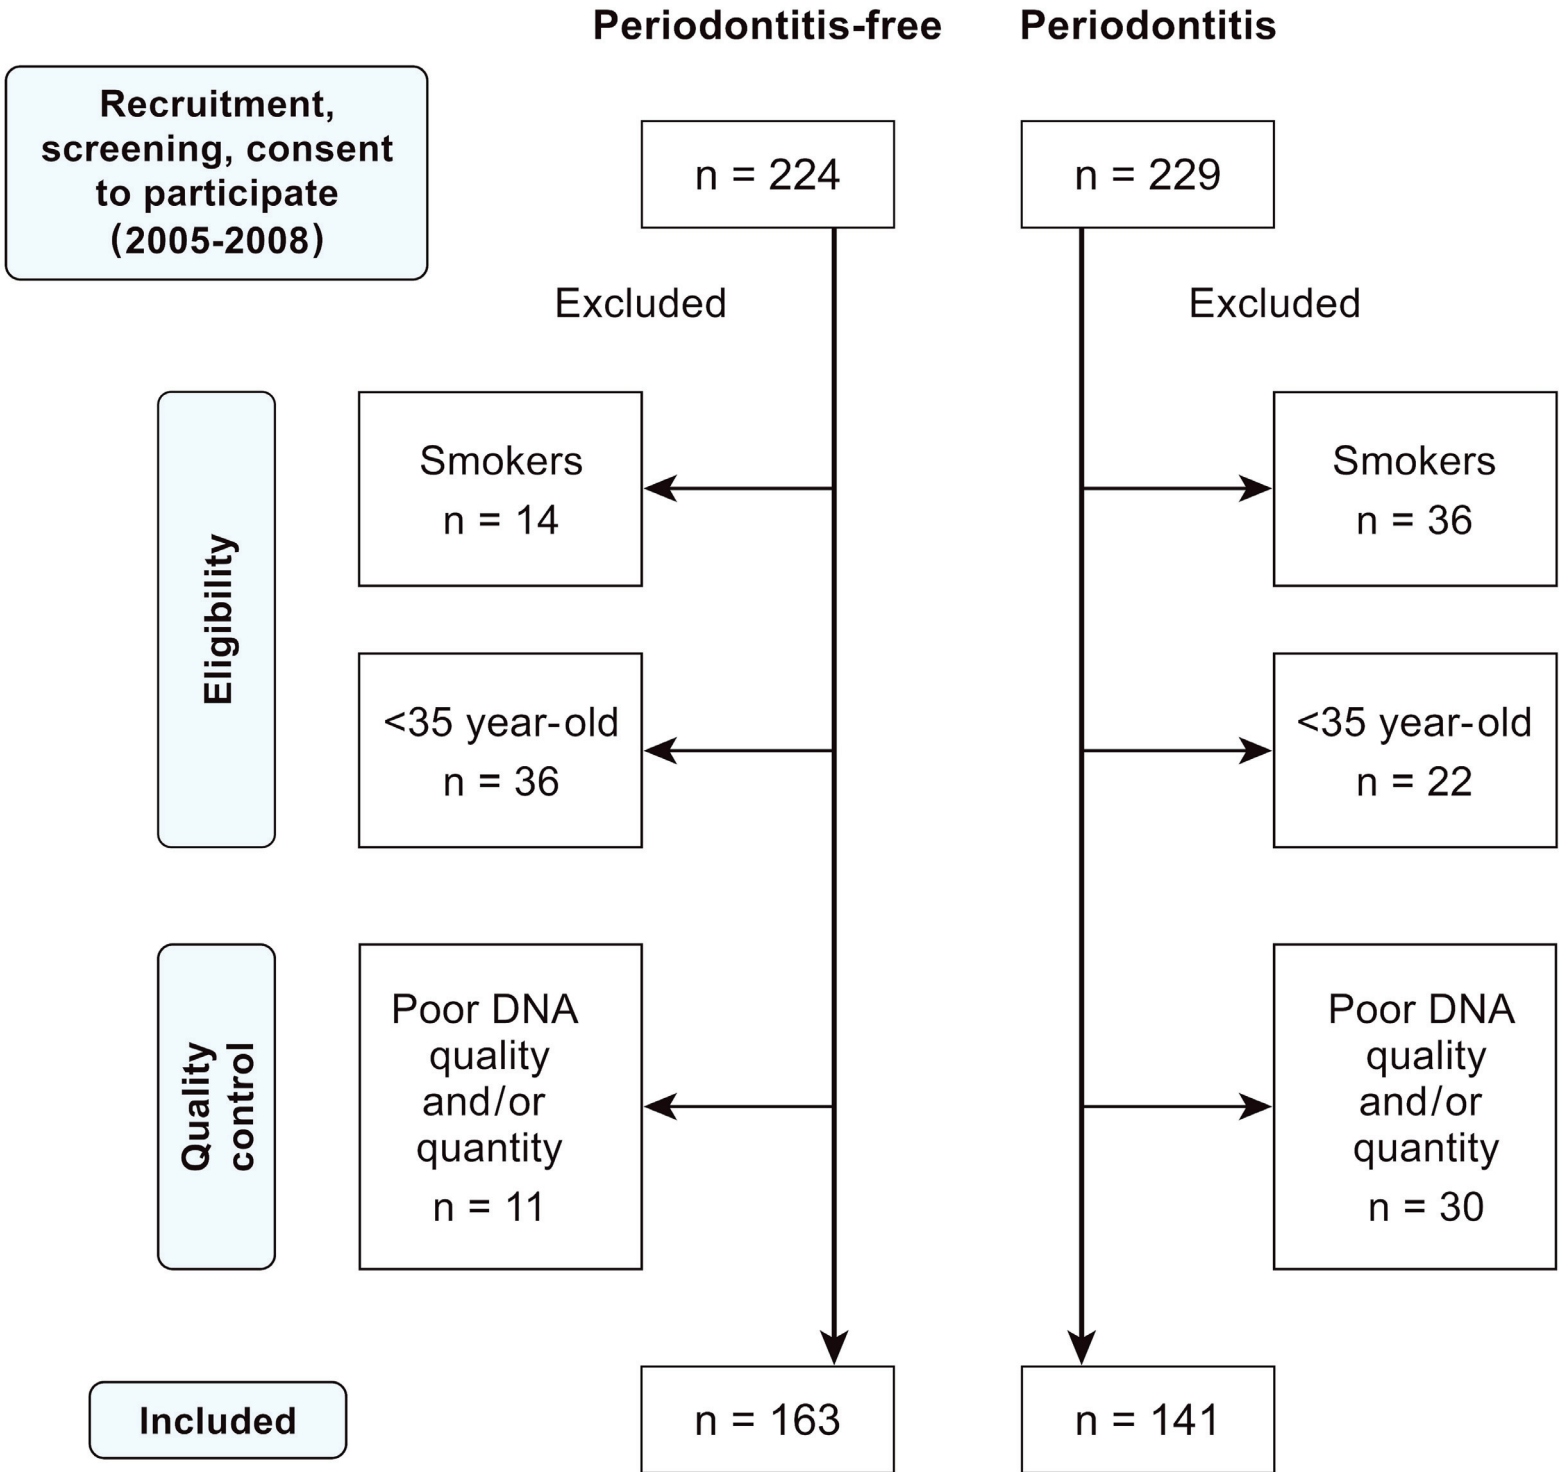 Periodontitis-free
Periodontitis
Recruitment,
screening, consent
to participate
(2005-2008)
n = 224
n = 229
Excluded
Excluded
Eligibility
Smokers
n = 14
Smokers
n = 36
<35 year-old
n = 36
<35 year-old
n = 22
Quality
control
Poor DNA
quality
and/or
quantity
n = 11
Poor DNA
quality
and/or
quantity
n = 30
Included
n = 163
n = 141